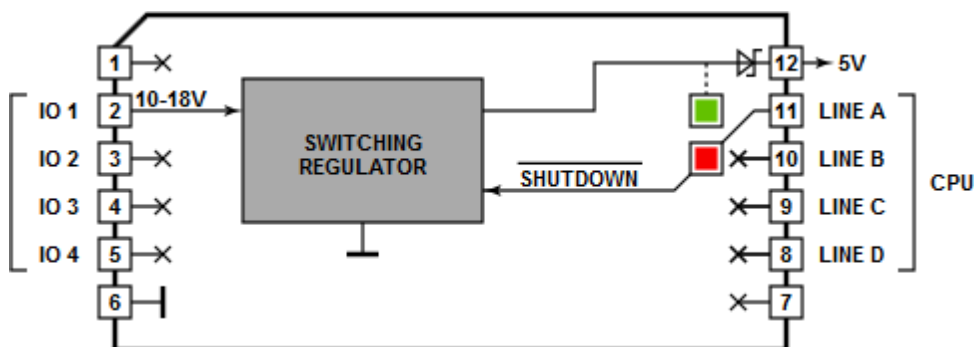 1
12
5V
IO 1
2
10-18V
11
LINE A
IO 2
3
SWITCHING
REGULATOR
10
LINE B
SHUTDOWN
CPU
IO 3
4
9
LINE C
IO 4
5
8
LINE D
6
7